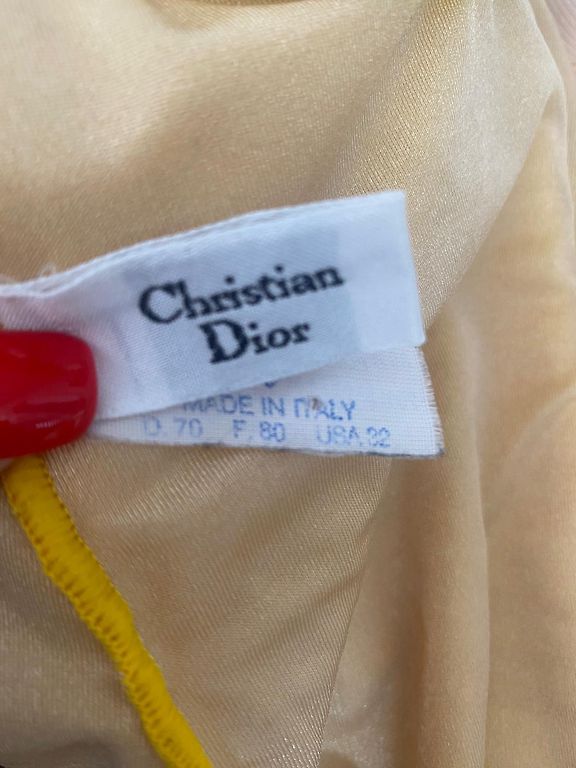 Christian
Dior
MADE IN ITALY
D. 70 F. 80 USA 32